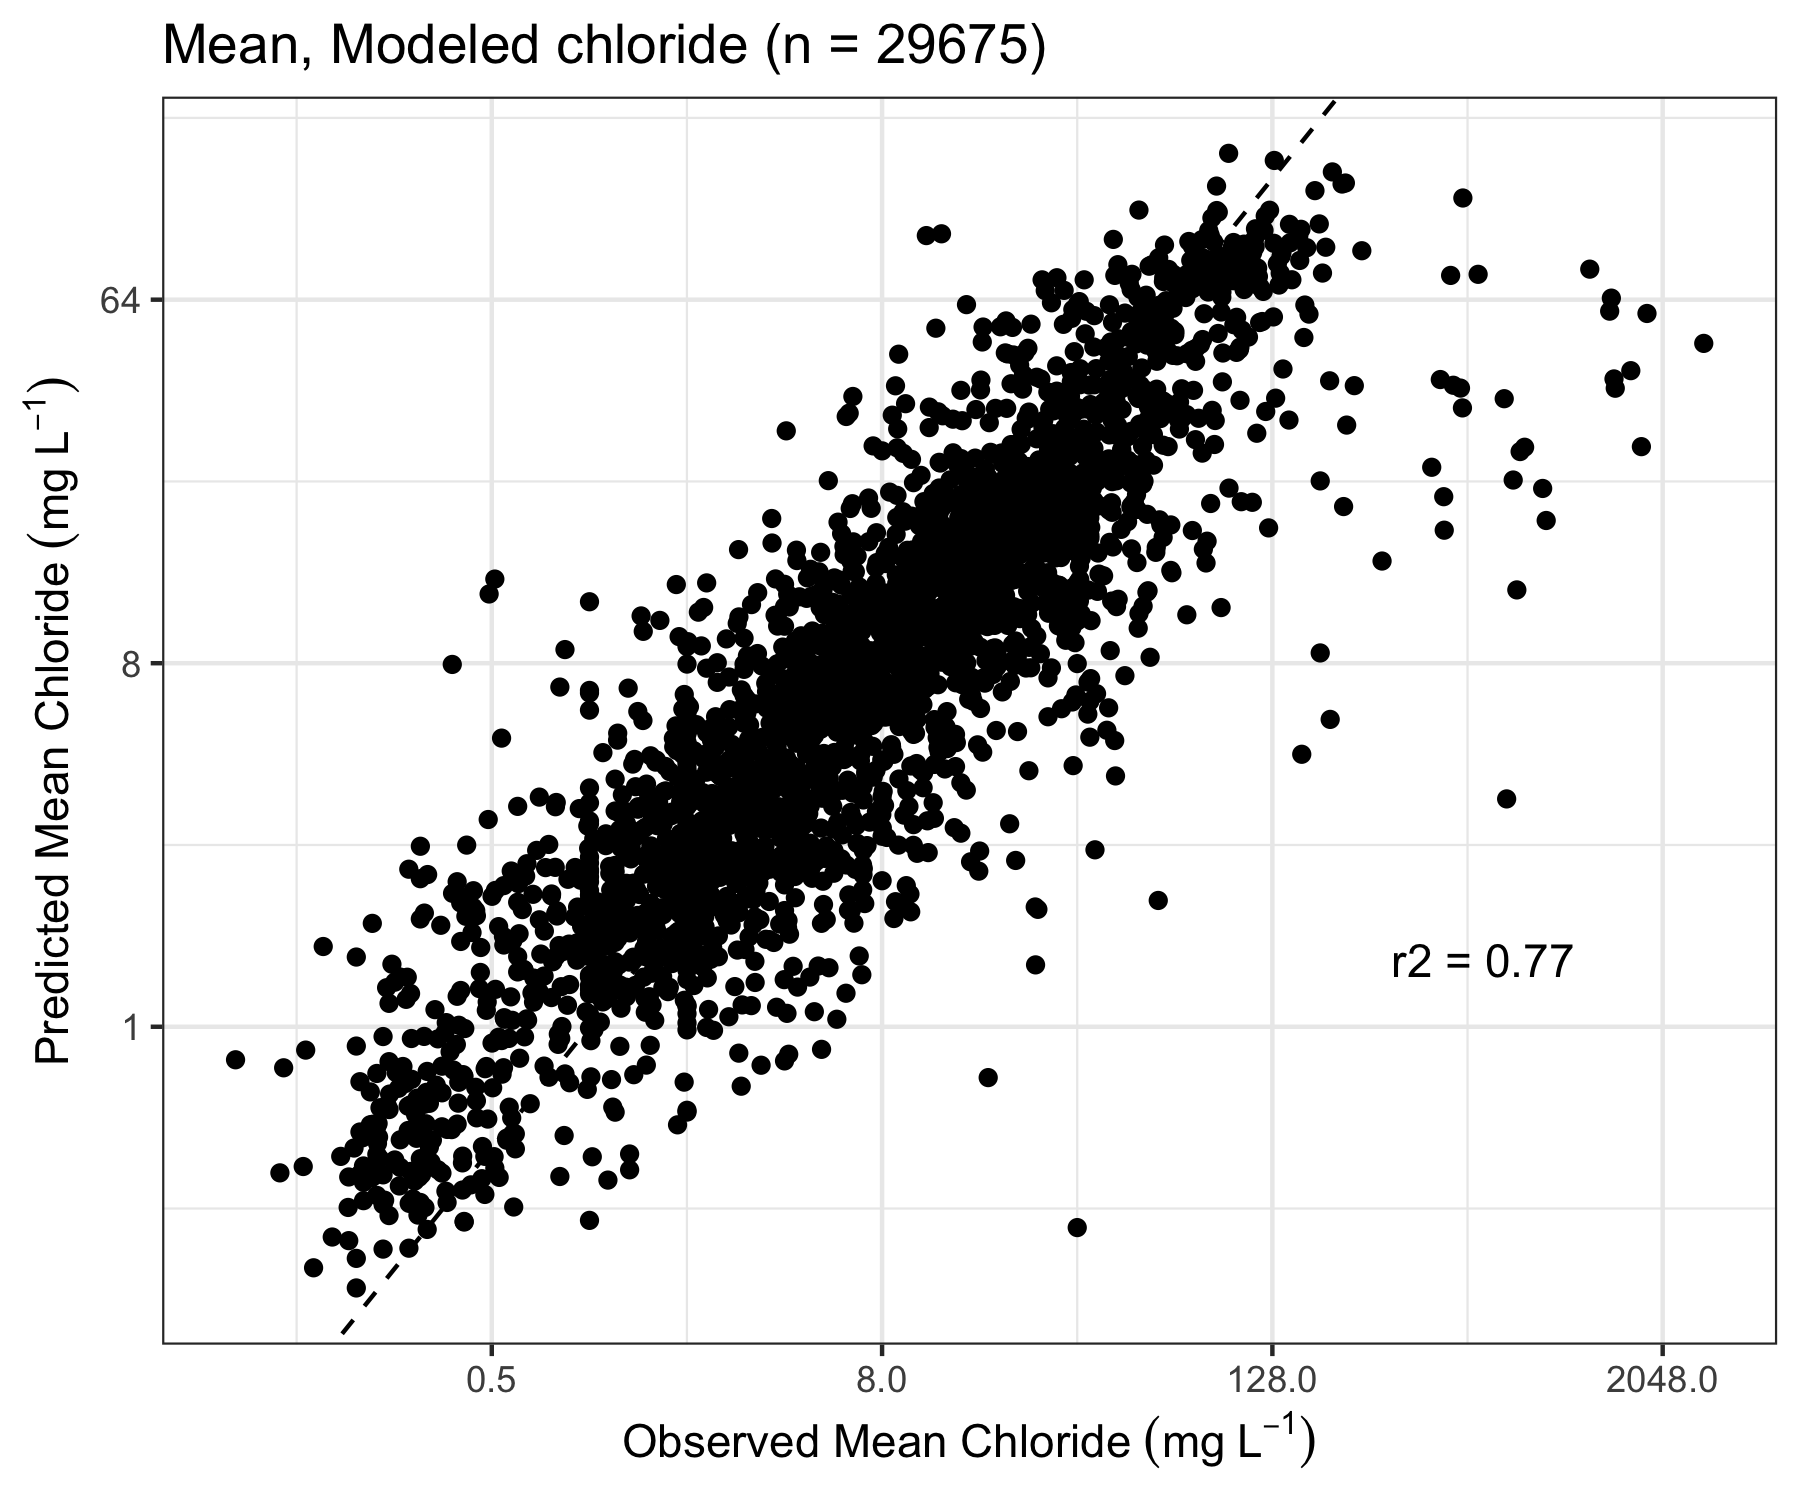 Mean, Modeled chloride (n = 29675)
Predicted Mean Chloride (mg L⁻¹)
64
8
1
r2 = 0.77
0.5 8.0 128.0 2048.0
Observed Mean Chloride (mg L⁻¹)